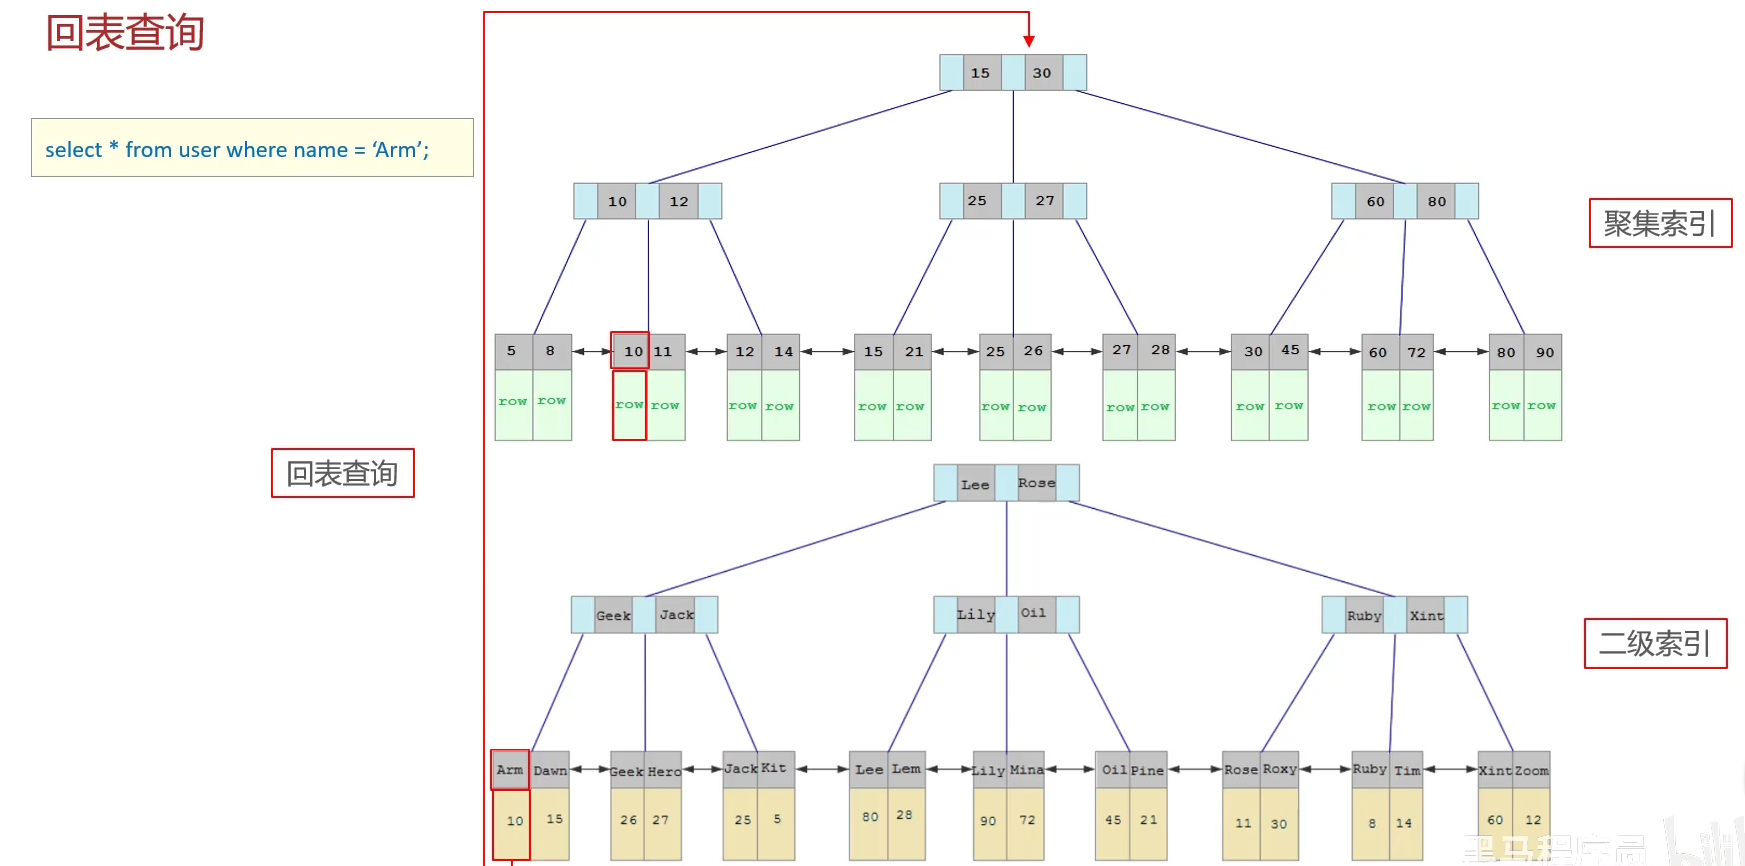 回表查询
select * from user where name = ‘Arm’;
15 30
10 12
25 27
60 80
聚集索引
5 8 10 11 12 14 15 21 25 26 27 28 30 45 60 72 80 90
row row row row row row row row row row row row row row row row row row
回表查询
Lee Rose
Geek Jack
Lily Oil
Ruby Xint
二级索引
Arm Dawn Geek Hero Jack Kit Lee Lem Lily Mina Oil Pine Rose Roxy Ruby Tim Xint Zoom
10 15 26 27 25 5 80 28 90 72 45 21 11 30 8 14 60 12
黑马程序员